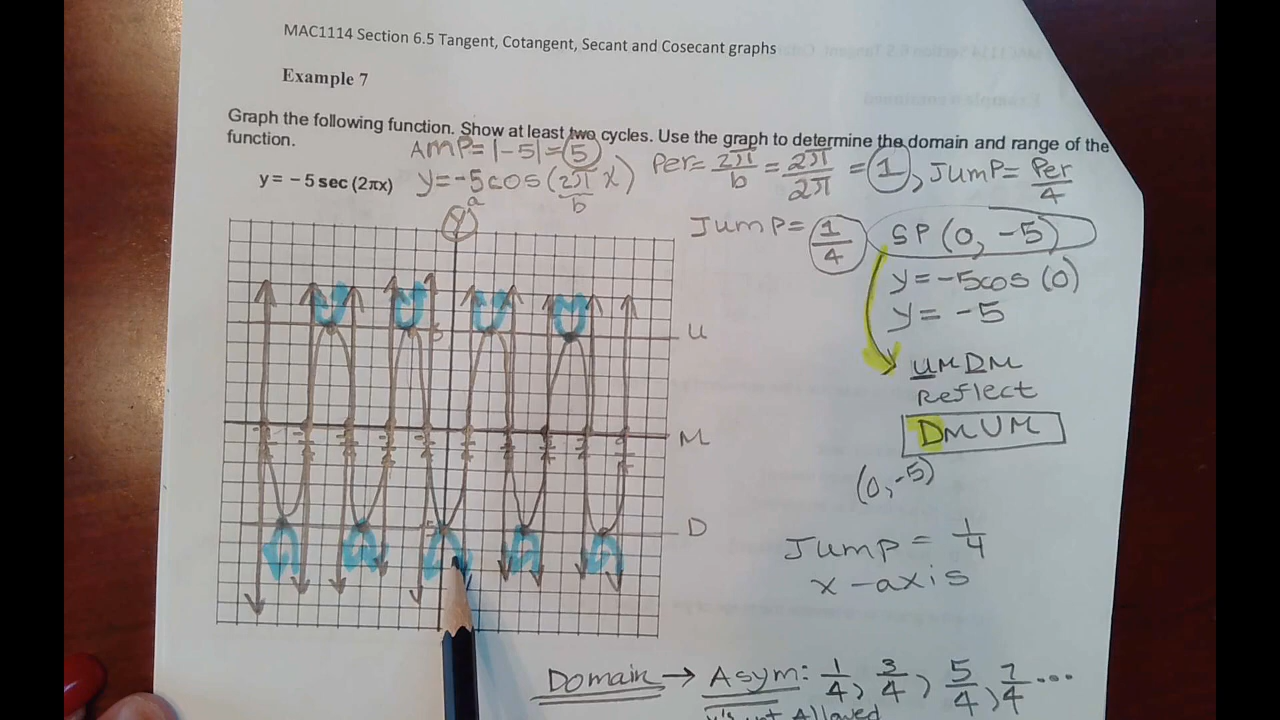 MAC1114 Section 6.5 Tangent, Cotangent, Secant and Cosecant graphs
Example 7
Graph the following function. Show at least two cycles. Use the graph to determine the domain and range of the
function.
AMP= |-5| = 5
y = − 5 sec (2πx)
y=-5cos(2π x)
a
b
Per= 2π/b = 2π/2π = 1, Jump= Per/4
Jump= 1/4
SP (0, -5)
y=-5cos (0)
y= -5
UMDM
Reflect
DMUM
(0,-5)
Jump = 1/4
x-axis
y
U
M
D
5
-5
Domain → Asym: 1/4, 3/4, 5/4, 7/4 ...
x's not Allowed